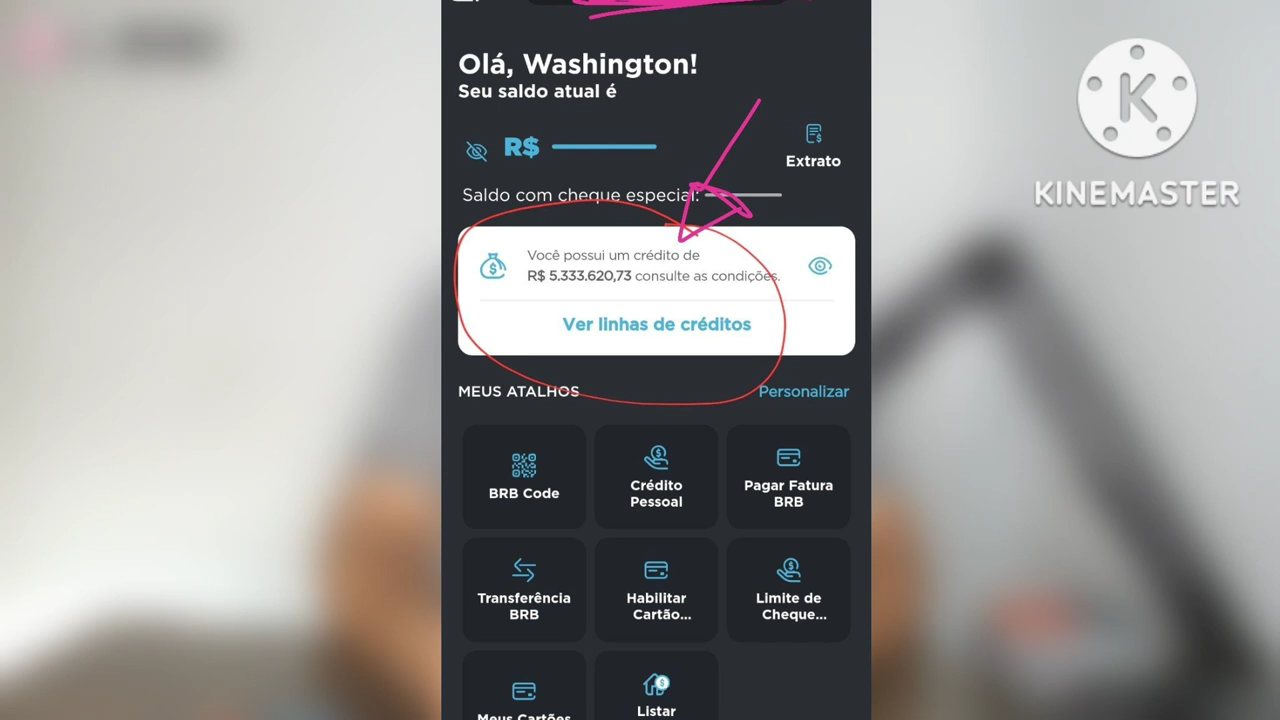 Olá, Washington!
Seu saldo atual é
R$
Extrato
Saldo com cheque especial:
Você possui um crédito de
R$ 5.333.620,73 consulte as condições.
Ver linhas de créditos
MEUS ATALHOS
Personalizar
BRB Code
Crédito
Pessoal
Pagar Fatura
BRB
Transferência
BRB
Habilitar
Cartão...
Limite de
Cheque...
Meus Cartões
Listar
K
KINEMASTER